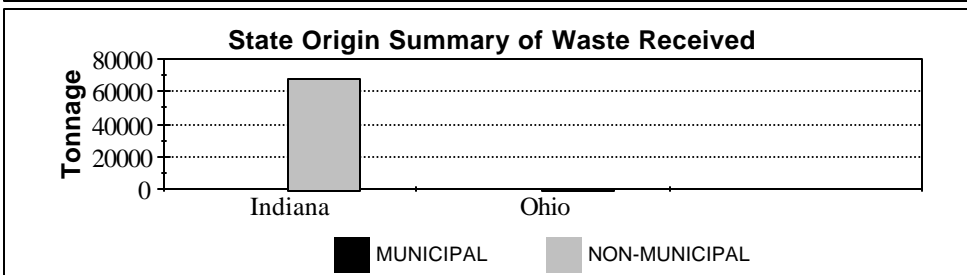 State Origin Summary of Waste Received
Tonnage
80000
60000
40000
20000
0
Indiana Ohio
MUNICIPAL NON-MUNICIPAL